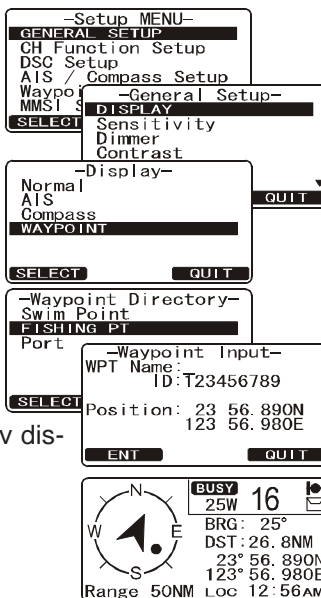 –Setup MENU–
GENERAL SETUP
CH Function Setup
DSC Setup
AIS / Compass Setup
Waypoi
MMSI S
SELECT
–General Setup–
DISPLAY
Sensitivity
Dimmer
Contrast
QUIT
–Display–
Normal
AIS
Compass
WAYPOINT
SELECT QUIT
–Waypoint Directory–
Swim Point
FISHING PT
Port
SELECT
–Waypoint Input–
WPT Name:_
ID:123456789
Position: 23 56.890N
123 56.980E
ENT QUIT
v dis-
N
W E
S
Range 50NM
BUSY
25W 16
BRG: 25°
DST:26.8NM
23°56.890N
123°56.980E
LOC 12:56AM